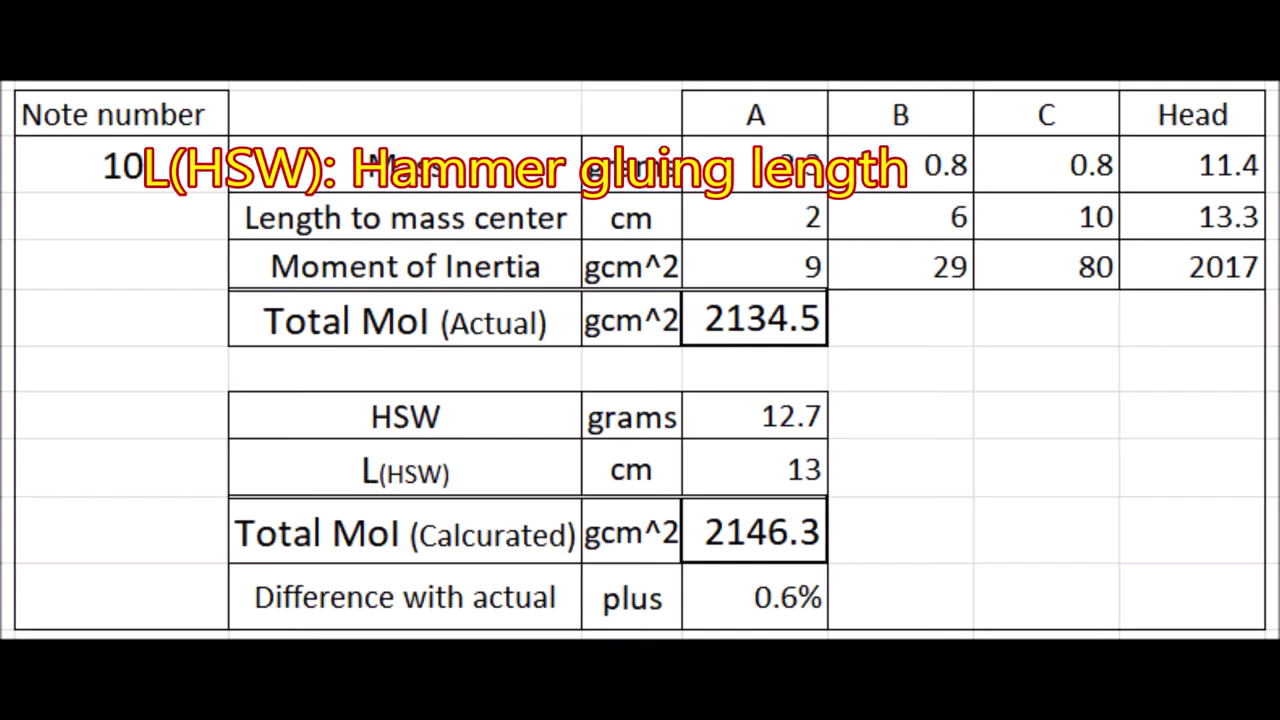 Note number A B C Head
10 L(HSW): Hammer gluing length 0.8 0.8 11.4
Length to mass center cm 2 6 10 13.3
Moment of Inertia gcm^2 9 29 80 2017
Total MoI (Actual) gcm^2 2134.5
HSW grams 12.7
L(HSW) cm 13
Total MoI (Calcurated) gcm^2 2146.3
Difference with actual plus 0.6%